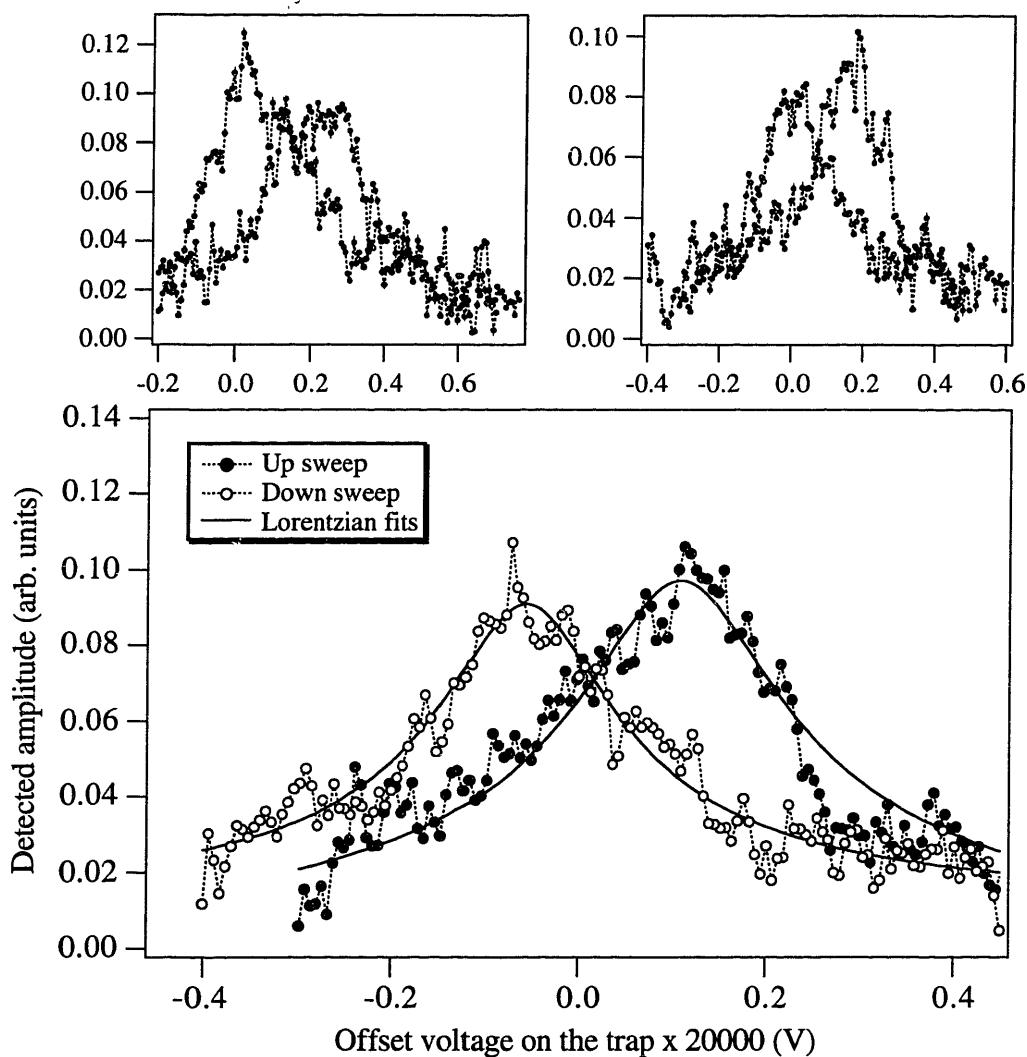 0.12
0.10
0.08
0.06
0.04
0.02
0.00
-0.2 0.0 0.2 0.4 0.6
0.10
0.08
0.06
0.04
0.02
0.00
-0.4 -0.2 0.0 0.2 0.4 0.6
0.14
0.12
0.10
0.08
0.06
0.04
0.02
0.00
Detected amplitude (arb. units)
Up sweep
Down sweep
Lorentzian fits
-0.4 -0.2 0.0 0.2 0.4
Offset voltage on the trap x 20000 (V)